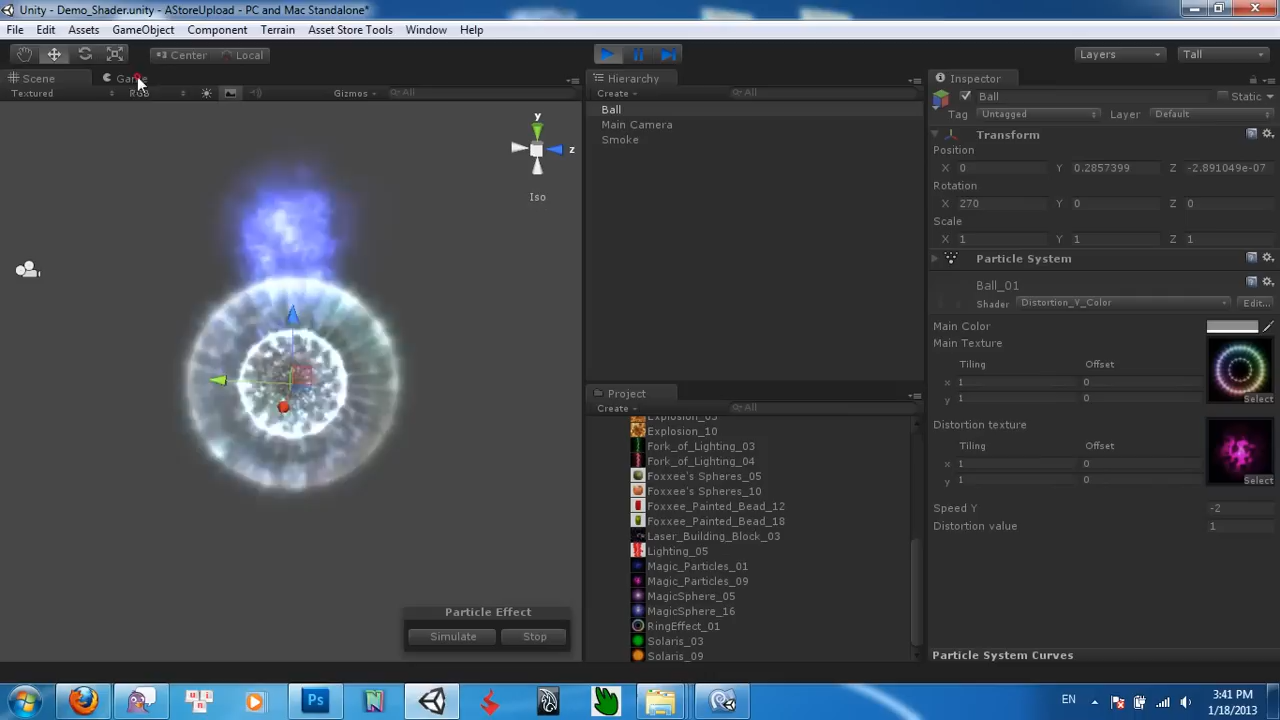 Unity - Demo_Shader.unity - AStoreUpload - PC and Mac Standalone*
File Edit Assets GameObject Component Terrain Asset Store Tools Window Help
Center Local
Layers
Tall
Scene
Textured
RGB
Gizmos
All
y
z
Iso
Particle Effect
Simulate Stop
Hierarchy
Create
All
Ball
Main Camera
Smoke
Project
Create
All
Explosion_10
Fork_of_Lighting_03
Fork_of_Lighting_04
Foxxee's Spheres_05
Foxxee's Spheres_10
Foxxee_Painted_Bead_12
Foxxee_Painted_Bead_18
Laser_Building_Block_03
Lighting_05
Magic_Particles_01
Magic_Particles_09
MagicSphere_05
MagicSphere_16
RingEffect_01
Solaris_03
Solaris_09
Inspector
Ball Static
Tag Untagged Layer Default
Transform
Position
X 0 Y 0.2857399 Z -2.891049e-07
Rotation
X 270 Y 0 Z 0
Scale
X 1 Y 1 Z 1
Particle System
Ball_01
Shader Distortion_Y_Color Edit...
Main Color
Main Texture
Tiling Offset
x 1 0
y 1 0
Select
Distortion texture
Tiling Offset
x 1 0
y 1 0
Select
Speed Y -2
Distortion value 1
Particle System Curves
Ps
EN
3:41 PM
1/18/2013